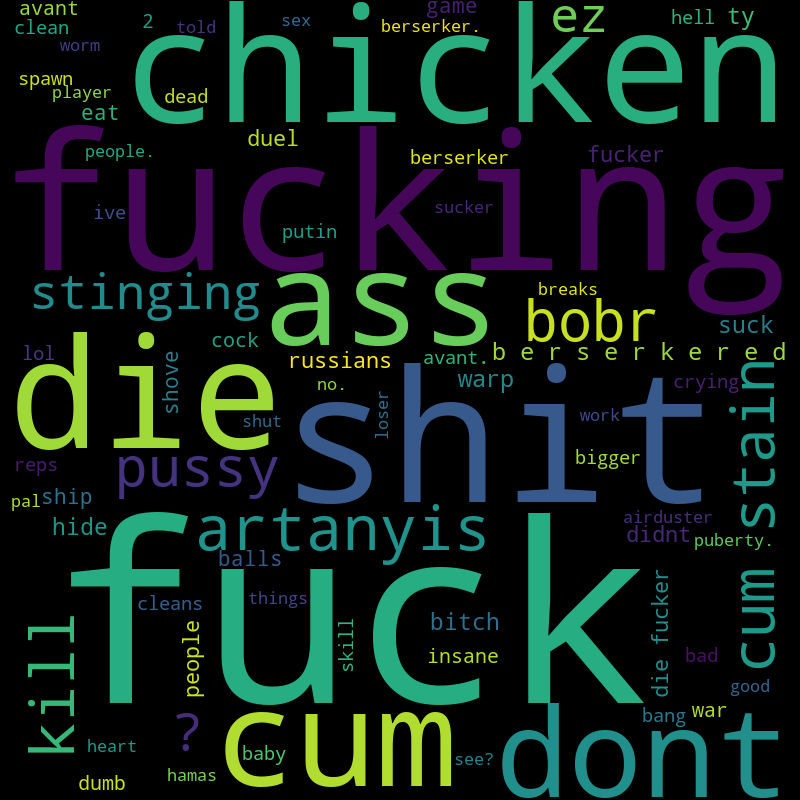 avant
clean
2
told
sex
game
berserker.
ez
hell
ty
worm
chicken
spawn
player
dead
eat
duel
people.
berserker
fucker
fucking
ive
sucker
putin
stinging
ass
breaks
bobr
suck
cock
b e r s e r k e r e d
lol
die
shove
russians
avant.
no.
warp
crying
shit
loser
work
stain
shut
bigger
reps
pussy
pal
ship
hide
artanyis
airduster
didnt
puberty.
balls
fuck
cleans
things
bitch
die fucker
cum
people
skill
insane
bad
kill
good
?
cum
bang
war
dont
heart
baby
see?
dumb
hamas